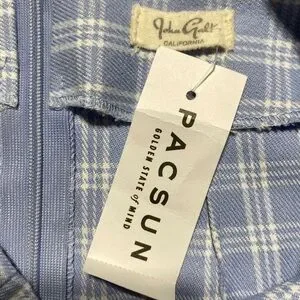 John Galt
CALIFORNIA
PACSUN
GOLDEN STATE of MIND